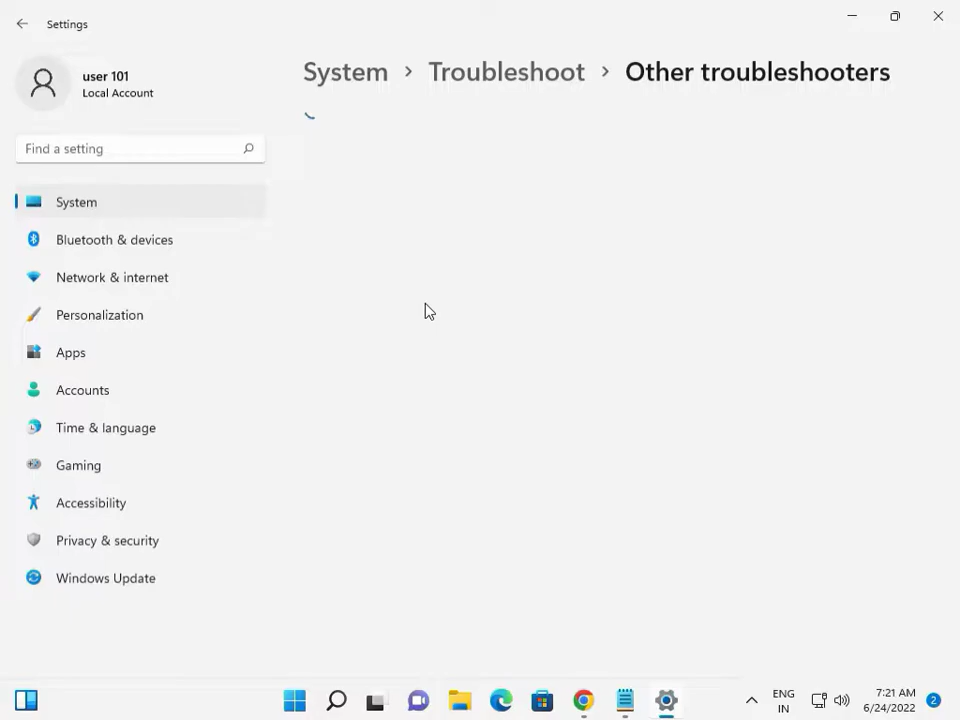 Settings
user 101
Local Account
System > Troubleshoot > Other troubleshooters
Find a setting
System
Bluetooth & devices
Network & internet
Personalization
Apps
Accounts
Time & language
Gaming
Accessibility
Privacy & security
Windows Update
ENG
IN
7:21 AM
6/24/2022
2